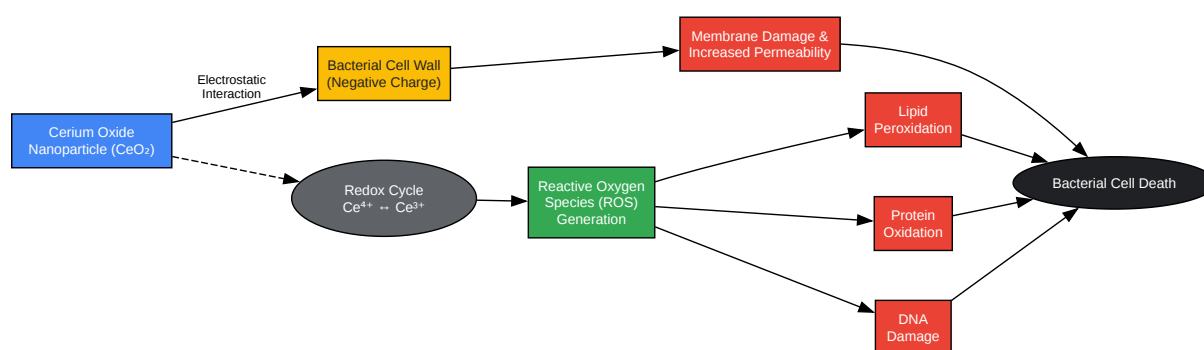 Cerium Oxide
Nanoparticle (CeO₂)
Electrostatic
Interaction
Bacterial Cell Wall
(Negative Charge)
Membrane Damage &
Increased Permeability
Redox Cycle
Ce⁴⁺ ↔ Ce³⁺
Reactive Oxygen
Species (ROS)
Generation
Lipid
Peroxidation
Protein
Oxidation
DNA
Damage
Bacterial Cell Death